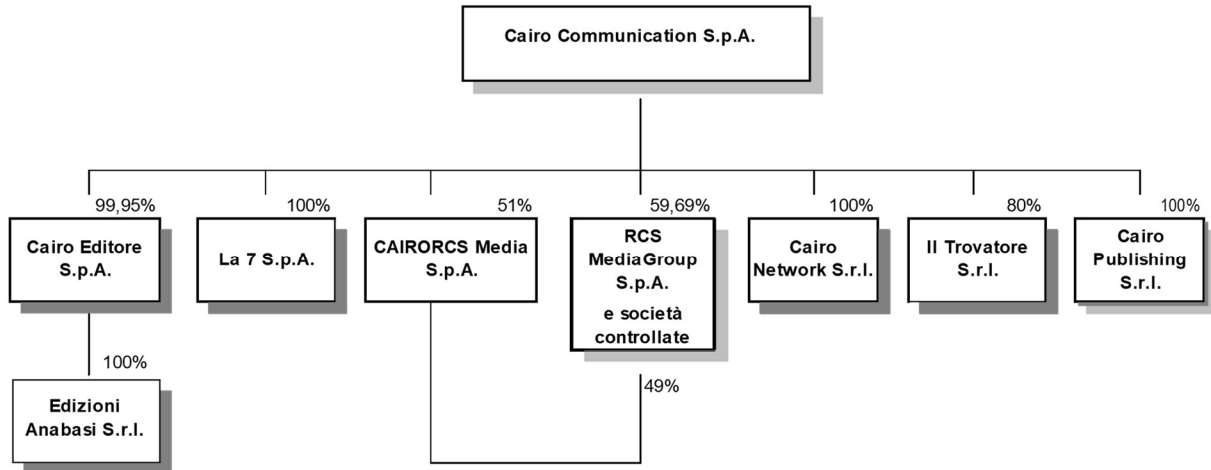 Cairo Communication S.p.A.
99,95%
100%
51%
59,69%
100%
80%
100%
Cairo Editore
S.p.A.
La 7 S.p.A.
CAIRORCS Media
S.p.A.
RCS
MediaGroup
S.p.A.
e società
controllate
Cairo
Network S.r.l.
Il Trovatore
S.r.l.
Cairo
Publishing
S.r.l.
100%
49%
Edizioni
Anabasi S.r.l.